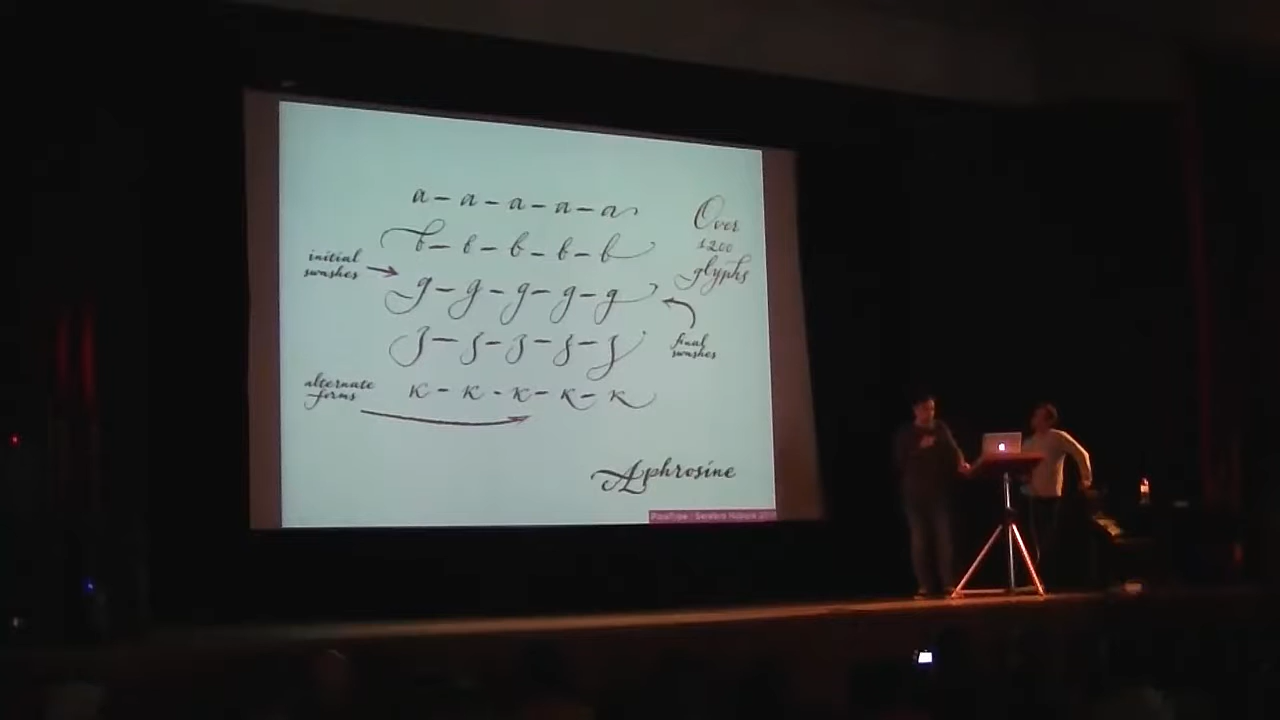 a – a – a – a – a
b – b – b – b – b
initial
swashes
g – g – g – g – g
Over
1200
glyphs
final
swashes
alternate
forms
к – к - к – к – к
Aphrosine